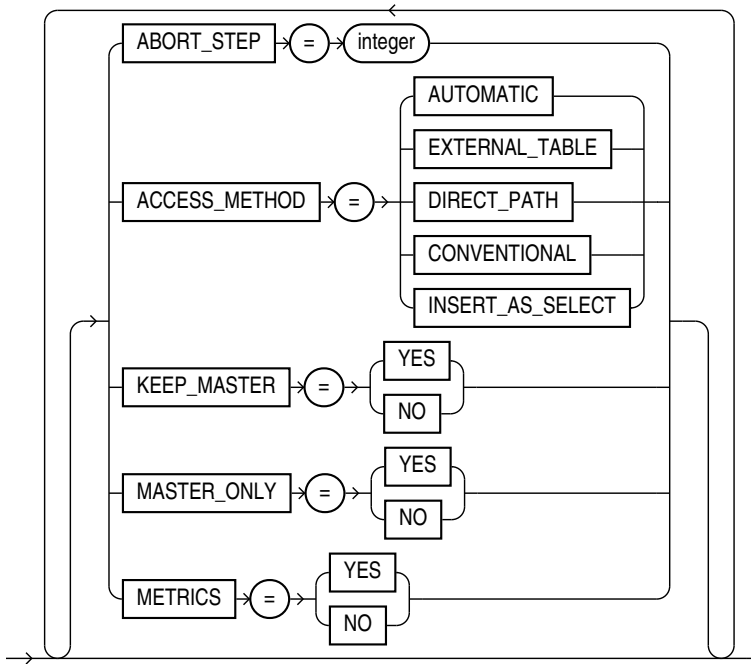 ABORT_STEP = integer
AUTOMATIC
EXTERNAL_TABLE
ACCESS_METHOD = DIRECT_PATH
CONVENTIONAL
INSERT_AS_SELECT
YES
KEEP_MASTER =
NO
YES
MASTER_ONLY =
NO
YES
METRICS =
NO